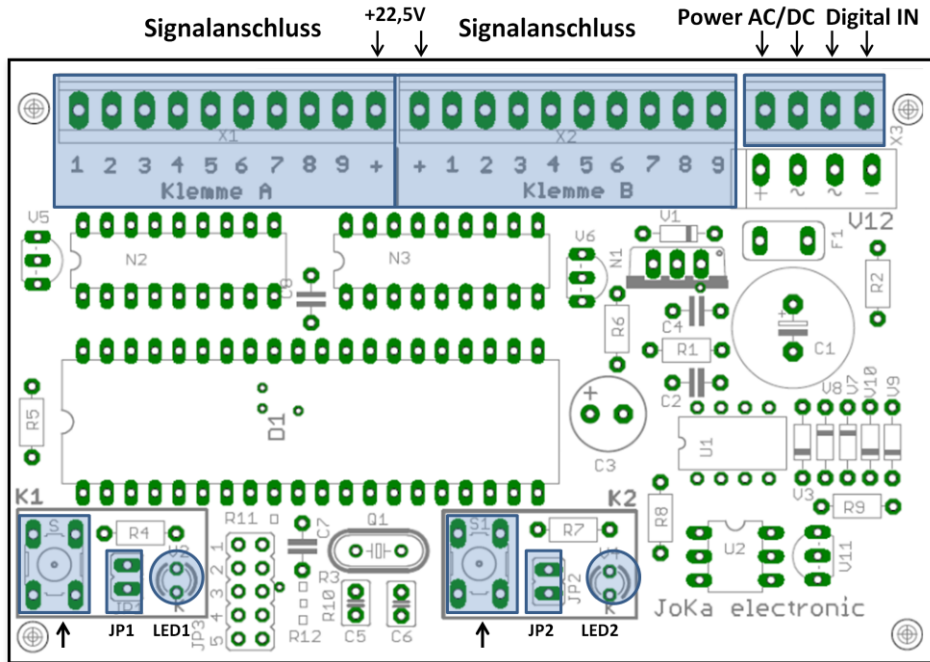 Signalanschluss +22,5V Signalanschluss Power AC/DC Digital IN
X1 X2 X3
1 2 3 4 5 6 7 8 9 + + 1 2 3 4 5 6 7 8 9
Klemme A Klemme B
+ ~ ~ -
V5 V1 V12
N2 N3 V6 N1 F1
C8 R2
R6 C4
C1
R1
C2 V8 V7 V10 V9
R5 D1 U1
C3
K1 K2 V3
S R4 R11 C7 Q1 S1 R7 R8 R9
1
2 U2 V11
3 R3 JP2
4 R10 JoKa electronic
JP1 LED1 JP3 5 R12 C5 C6 JP2 LED2